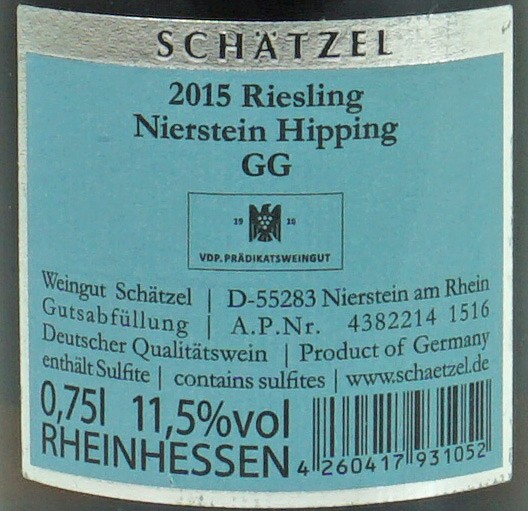 SCHÄTZEL
2015 Riesling
Nierstein Hipping
GG
19 10
VDP. PRÄDIKATSWEINGUT
Weingut Schätzel | D-55283 Nierstein am Rhein
Gutsabfüllung | A.P.Nr. 4382214 1516
Deutscher Qualitätswein | Product of Germany
enthält Sulfite | contains sulfites | www.schaetzel.de
0,75l 11,5%vol
RHEINHESSEN
4 260417 931052